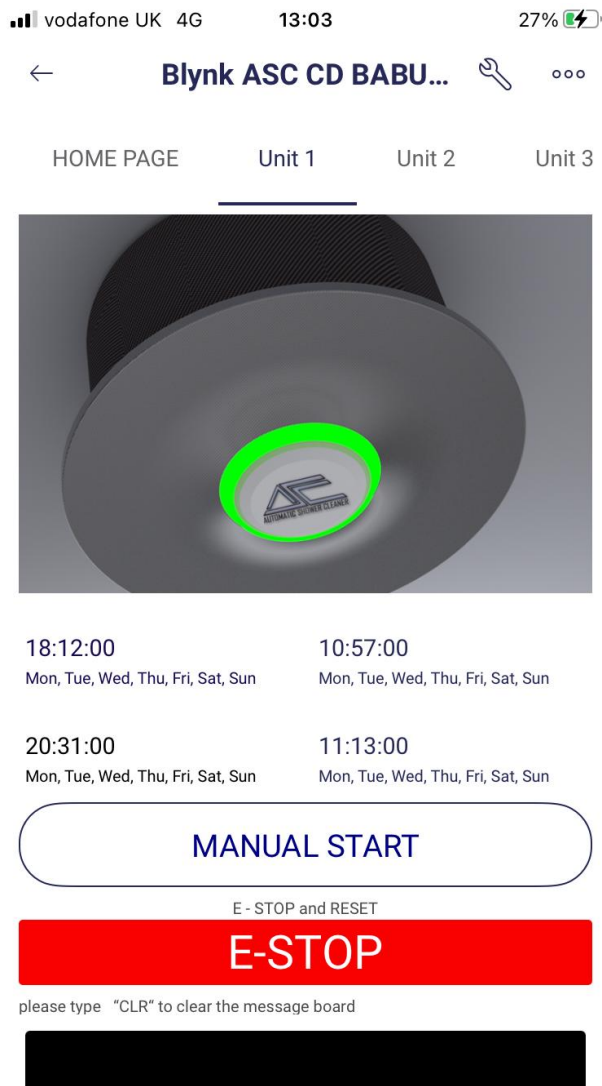 vodafone UK 4G 13:03 27%
Blynk ASC CD BABU...
HOME PAGE Unit 1 Unit 2 Unit 3
ASC
AUTOMATIC SHOWER CLEANER
18:12:00 10:57:00
Mon, Tue, Wed, Thu, Fri, Sat, Sun Mon, Tue, Wed, Thu, Fri, Sat, Sun
20:31:00 11:13:00
Mon, Tue, Wed, Thu, Fri, Sat, Sun Mon, Tue, Wed, Thu, Fri, Sat, Sun
MANUAL START
E - STOP and RESET
E-STOP
please type “CLR“ to clear the message board